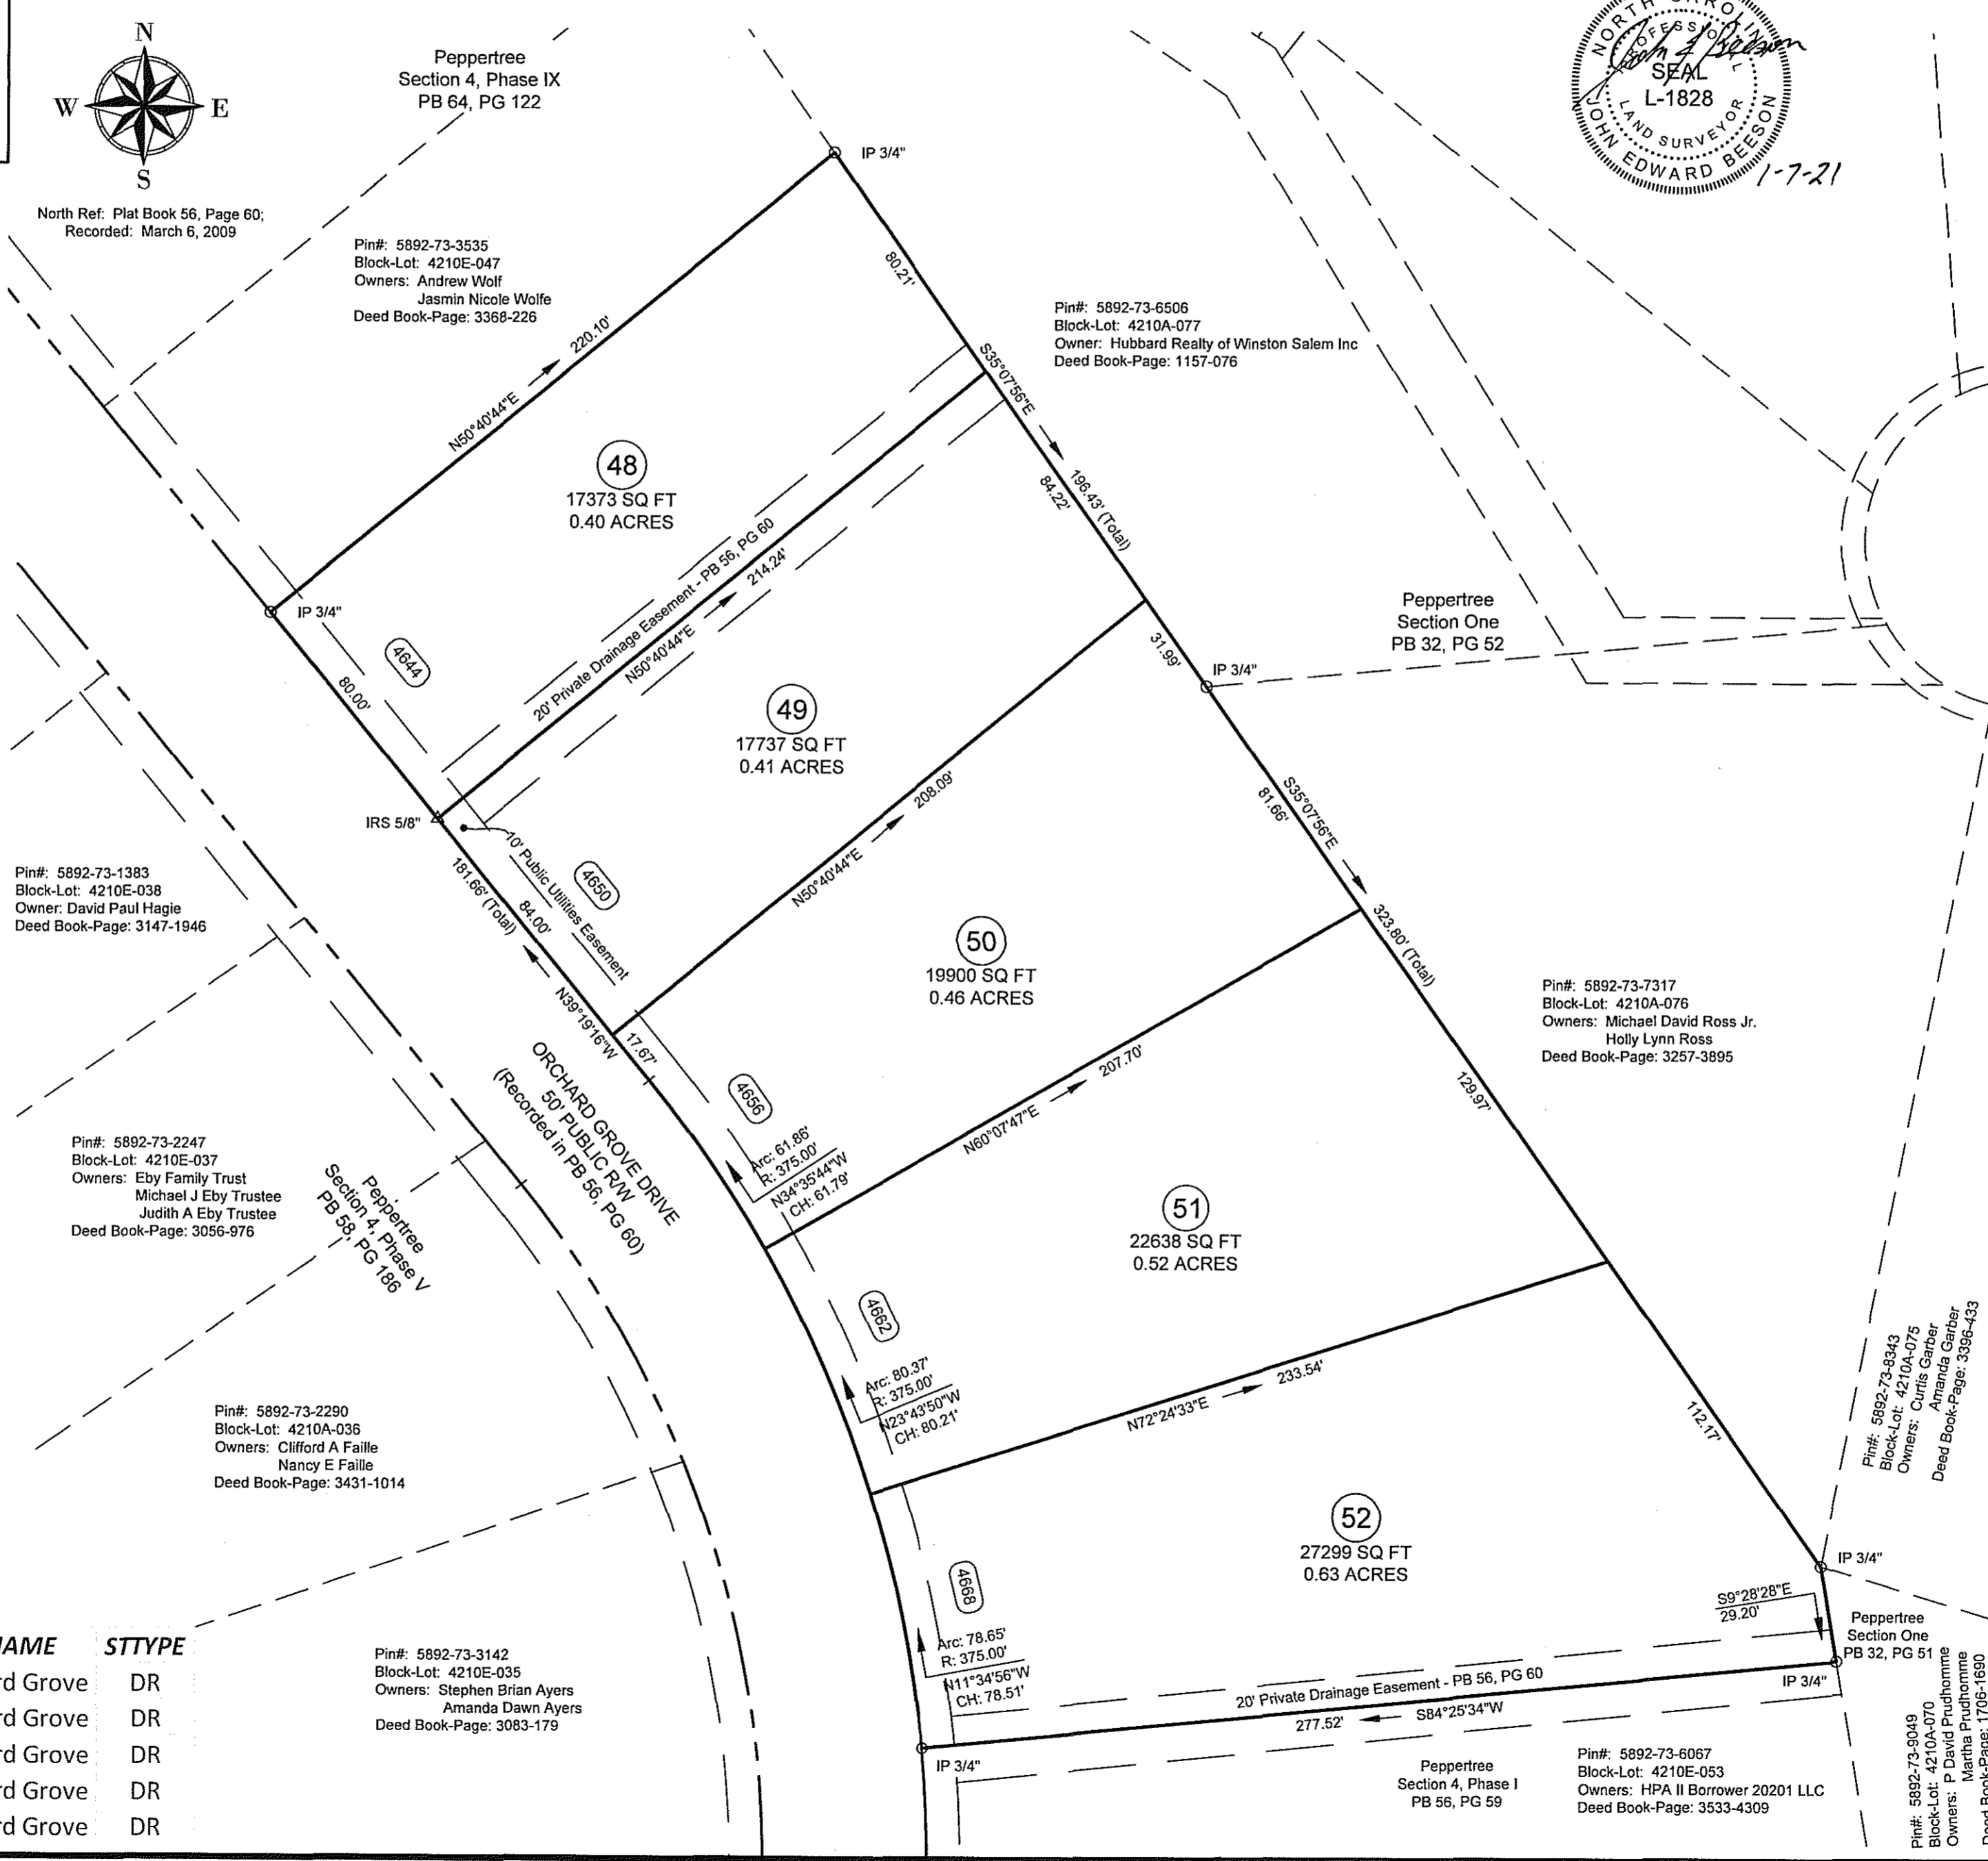 N
W
E
S
North Ref: Plat Book 56, Page 60;
Recorded: March 6, 2009
Peppertree
Section 4, Phase IX
PB 64, PG 122
NORTH CAROLINA
PROFESSIONAL
John E Beeson
SEAL
L-1828
LAND SURVEYOR
JOHN EDWARD BEESON
1-7-21
IP 3/4"
Pin#: 5892-73-3535
Block-Lot: 4210E-047
Owners: Andrew Wolf
Jasmin Nicole Wolfe
Deed Book-Page: 3368-226
80.21'
Pin#: 5892-73-6506
Block-Lot: 4210A-077
Owner: Hubbard Realty of Winston Salem Inc
Deed Book-Page: 1157-076
N50°40'44"E
220.10'
S35°07'56"E
196.43' (Total)
84.22'
48
17373 SQ FT
0.40 ACRES
20' Private Drainage Easement - PB 56, PG 60
N50°40'44"E
214.24'
IP 3/4"
4644
80.00'
Peppertree
Section One
PB 32, PG 52
31.99'
IP 3/4"
49
17737 SQ FT
0.41 ACRES
IRS 5/8"
10' Public Utilities Easement
4650
181.66' (Total)
84.00'
N39°19'16"W
N50°40'44"E
208.09'
S35°07'56"E
81.66'
323.80' (Total)
Pin#: 5892-73-1383
Block-Lot: 4210E-038
Owner: David Paul Hagie
Deed Book-Page: 3147-1946
50
19900 SQ FT
0.46 ACRES
Pin#: 5892-73-7317
Block-Lot: 4210A-076
Owners: Michael David Ross Jr.
Holly Lynn Ross
Deed Book-Page: 3257-3895
17.67'
ORCHARD GROVE DRIVE
50' PUBLIC R/W
(Recorded in PB 56, PG 60)
4656
Arc: 61.86'
R: 375.00'
N34°35'44"W
CH: 61.79'
N60°07'47"E
207.70'
129.97'
Pin#: 5892-73-2247
Block-Lot: 4210E-037
Owners: Eby Family Trust
Michael J Eby Trustee
Judith A Eby Trustee
Deed Book-Page: 3056-976
Peppertree
Section 4, Phase V
PB 58, PG 186
51
22638 SQ FT
0.52 ACRES
4662
Arc: 80.37'
R: 375.00'
N23°43'50"W
CH: 80.21'
N72°24'33"E
233.54'
112.17'
Pin#: 5892-73-8343
Block-Lot: 4210A-075
Owners: Curtis Garber
Amanda Garber
Deed Book-Page: 3396-433
Pin#: 5892-73-2290
Block-Lot: 4210A-036
Owners: Clifford A Faille
Nancy E Faille
Deed Book-Page: 3431-1014
52
27299 SQ FT
0.63 ACRES
IP 3/4"
4668
S9°28'28"E
29.20'
Peppertree
Section One
PB 32, PG 51
Arc: 78.65'
R: 375.00'
N11°34'56"W
CH: 78.51'
20' Private Drainage Easement - PB 56, PG 60
277.52'
S84°25'34"W
IP 3/4"
IP 3/4"
Pin#: 5892-73-3142
Block-Lot: 4210E-035
Owners: Stephen Brian Ayers
Amanda Dawn Ayers
Deed Book-Page: 3083-179
Peppertree
Section 4, Phase I
PB 56, PG 59
Pin#: 5892-73-6067
Block-Lot: 4210E-053
Owners: HPA II Borrower 20201 LLC
Deed Book-Page: 3533-4309
Pin#: 5892-73-9049
Block-Lot: 4210A-070
Owners: P David Prudhomme
Martha Prudhomme
Deed Book-Page: 1706-1690
STTYPE
Grove DR
Grove DR
Grove DR
Grove DR
Grove DR